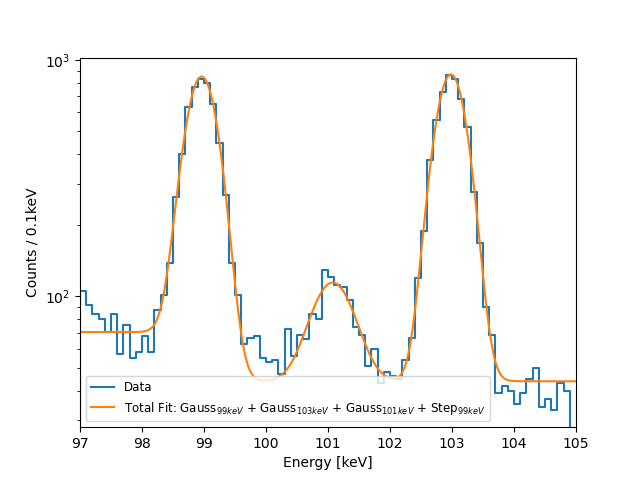 10³
10²
Counts / 0.1keV
97 98 99 100 101 102 103 104 105
Energy [keV]
Data
Total Fit: Gauss₉₉ₖₑᵥ + Gauss₁₀₃ₖₑᵥ + Gauss₁₀₁ₖₑᵥ + Step₉₉ₖₑᵥ